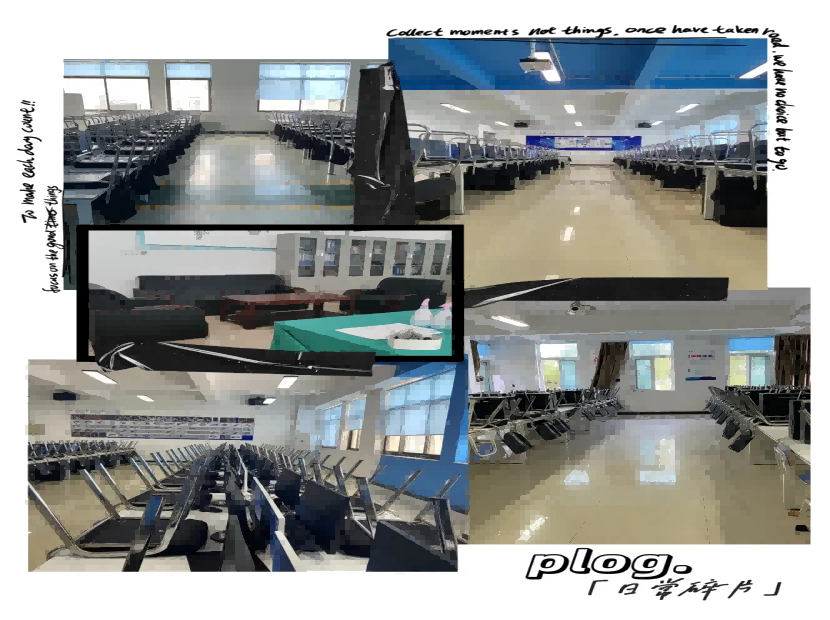 Collect moments not things. once have taken road, we have no choice but to go!
To make each day count!!
focus on the good times things
plog.
「日常碎片」